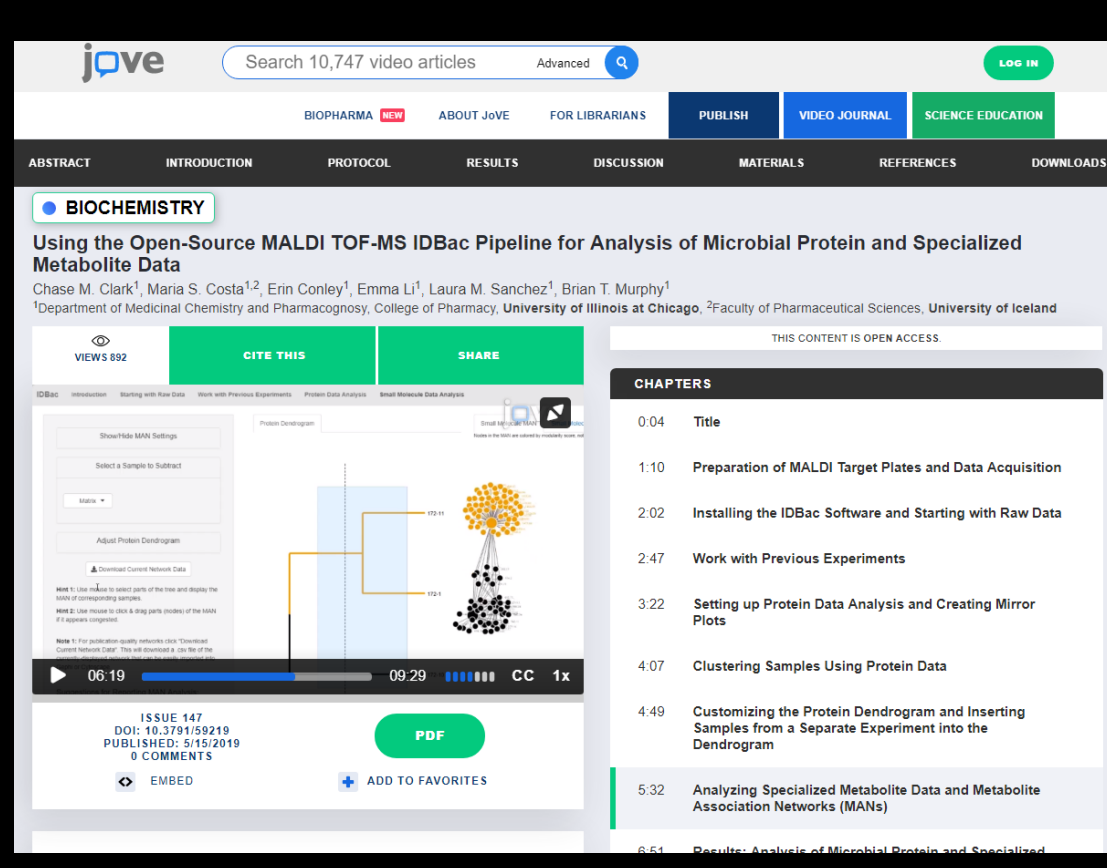 jove
Search 10,747 video articles
Advanced
LOG IN
BIOPHARMA NEW
ABOUT JoVE
FOR LIBRARIANS
PUBLISH
VIDEO JOURNAL
SCIENCE EDUCATION
ABSTRACT
INTRODUCTION
PROTOCOL
RESULTS
DISCUSSION
MATERIALS
REFERENCES
DOWNLOADS
BIOCHEMISTRY
Using the Open-Source MALDI TOF-MS IDBac Pipeline for Analysis of Microbial Protein and Specialized
Metabolite Data
Chase M. Clark1, Maria S. Costa1,2, Erin Conley1, Emma Li1, Laura M. Sanchez1, Brian T. Murphy1
1Department of Medicinal Chemistry and Pharmacognosy, College of Pharmacy, University of Illinois at Chicago, 2Faculty of Pharmaceutical Sciences, University of Iceland
VIEWS 892
CITE THIS
SHARE
IDBac
Introduction
Starting with Raw Data
Work with Previous Experiments
Protein Data Analysis
Small Molecule Data Analysis
Show/Hide MAN Settings
Select a Sample to Subtract
Matrix
Adjust Protein Dendrogram
Download Current Network Data
Hint 1: Use mouse to select parts of the tree and display the
MAN of corresponding samples.
Hint 2: Use mouse to click & drag parts (nodes) of the MAN
if it appears congested.
Note 1: For publication-quality networks click "Download
Current Network Data". This will download a .csv file of the
Protein Dendrogram
172-11
172-1
06:19
09:29
CC
1x
ISSUE 147
DOI: 10.3791/59219
PUBLISHED: 5/15/2019
0 COMMENTS
EMBED
PDF
ADD TO FAVORITES
THIS CONTENT IS OPEN ACCESS.
CHAPTERS
0:04 Title
1:10 Preparation of MALDI Target Plates and Data Acquisition
2:02 Installing the IDBac Software and Starting with Raw Data
2:47 Work with Previous Experiments
3:22 Setting up Protein Data Analysis and Creating Mirror
Plots
4:07 Clustering Samples Using Protein Data
4:49 Customizing the Protein Dendrogram and Inserting
Samples from a Separate Experiment into the
Dendrogram
5:32 Analyzing Specialized Metabolite Data and Metabolite
Association Networks (MANs)
6:51 Results: Analysis of Microbial Protein and Specialized